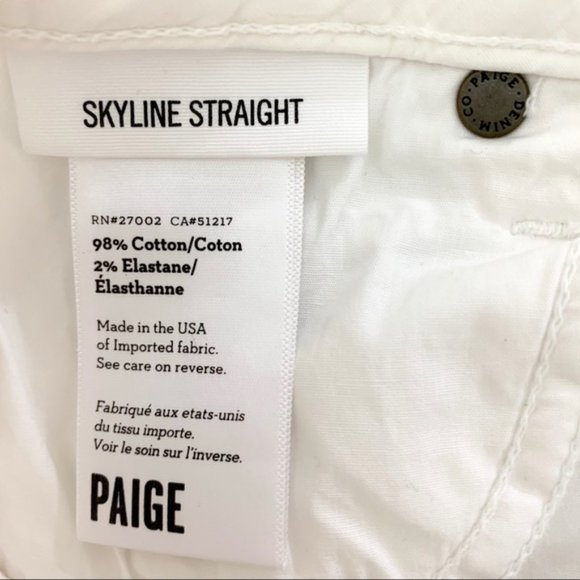 SKYLINE STRAIGHT
PAIGE · DENIM · CO ·
RN#27002 CA#51217
98% Cotton/Coton
2% Elastane/
Élasthanne
Made in the USA
of Imported fabric.
See care on reverse.
Fabriqué aux etats-unis
du tissu importe.
Voir le soin sur l'inverse.
PAIGE